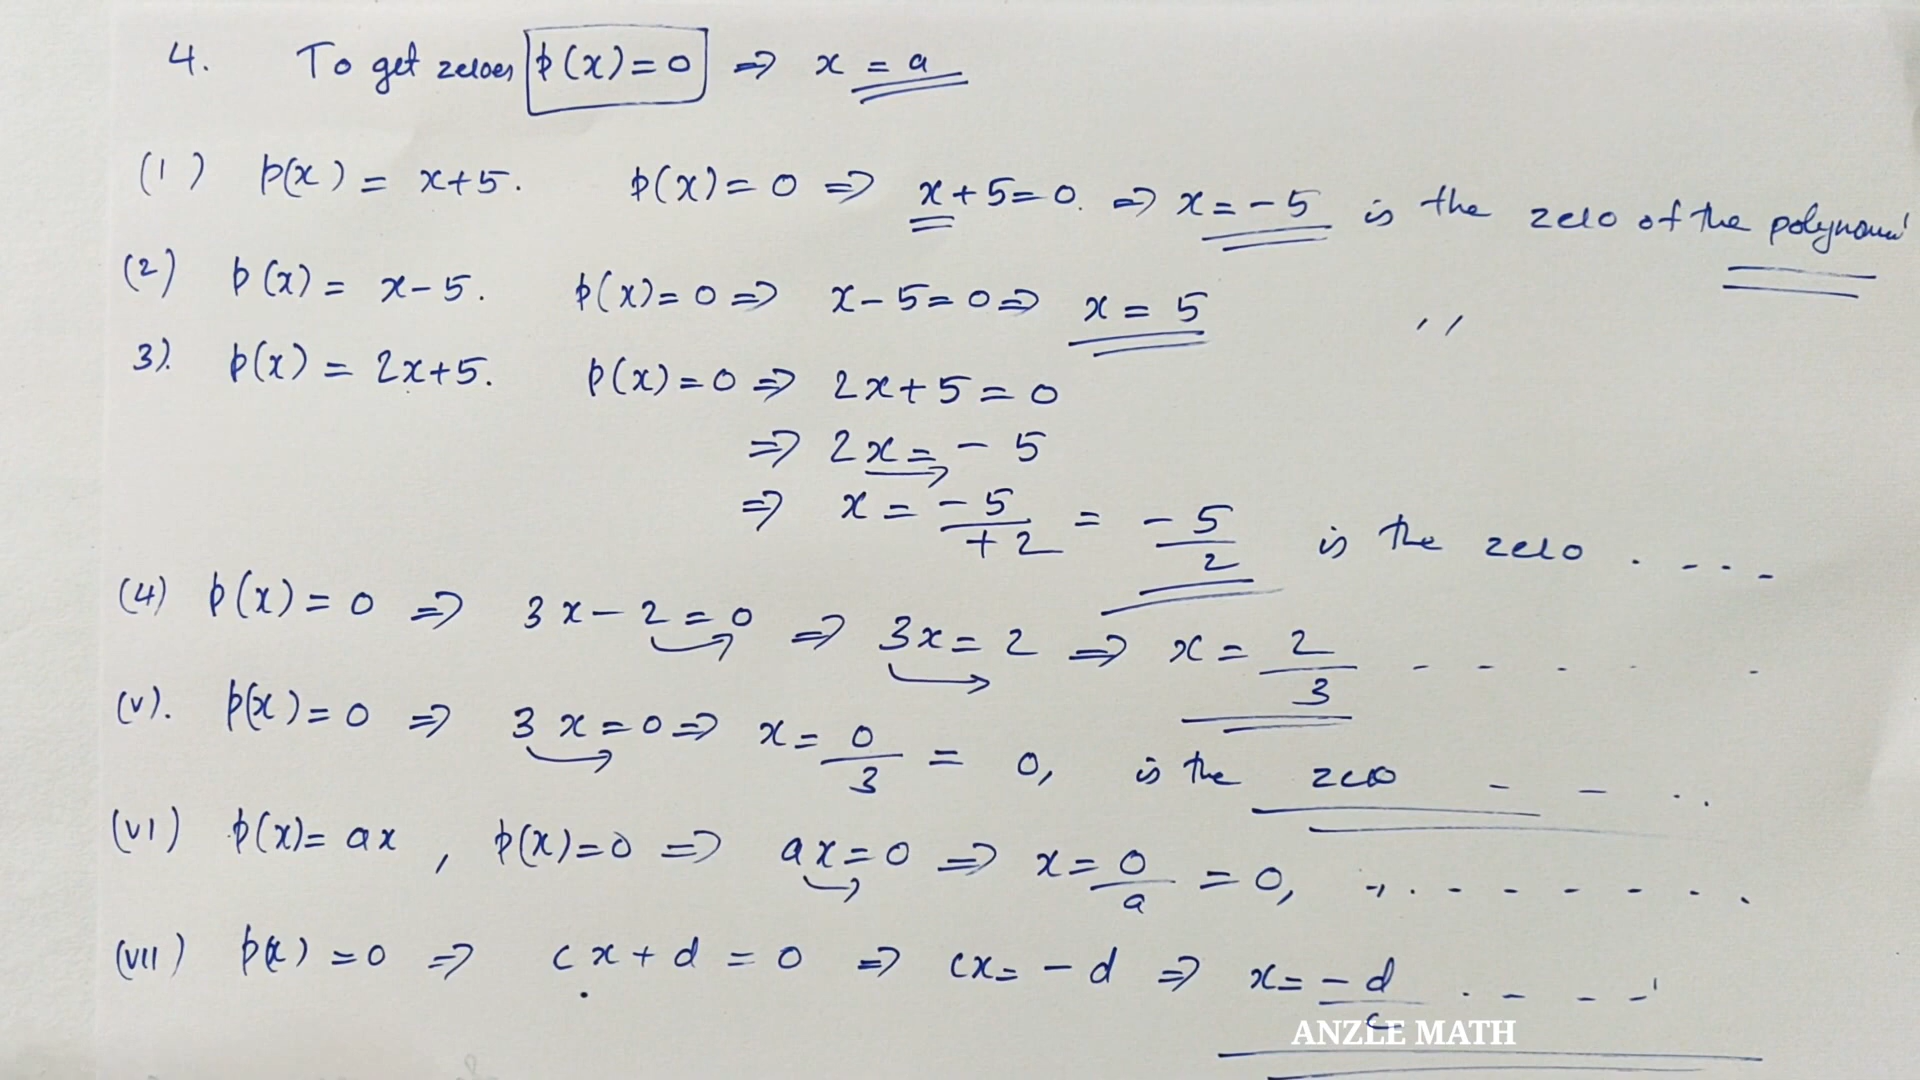 4. To get zeroes p(x) = 0 ⇒ x = a
(1) p(x) = x+5. p(x) = 0 ⇒ x+5=0. ⇒ x = -5 is the zero of the
(2) p(x) = x-5. p(x)=0 ⇒ x-5=0 ⇒ x = 5 ,,
3). p(x) = 2x+5. p(x)=0 ⇒ 2x+5=0
⇒ 2x = -5
⇒ x = -5/+2 = -5/2 is the zero . - - - -
(4) p(x) = 0 ⇒ 3x-2=0 ⇒ 3x=2 ⇒ x = 2/3 - - - - -
(v). p(x)=0 ⇒ 3x=0 ⇒ x = 0/3 = 0, is the zero - - . .
(VI) p(x)= ax , p(x)=0 ⇒ ax=0 ⇒ x = 0/a = 0, ,, . - - - - - - .
(VII) p(x) = 0 ⇒ cx+d = 0 ⇒ cx = -d ⇒ x = -d/c . - - -
ANZLE MATH